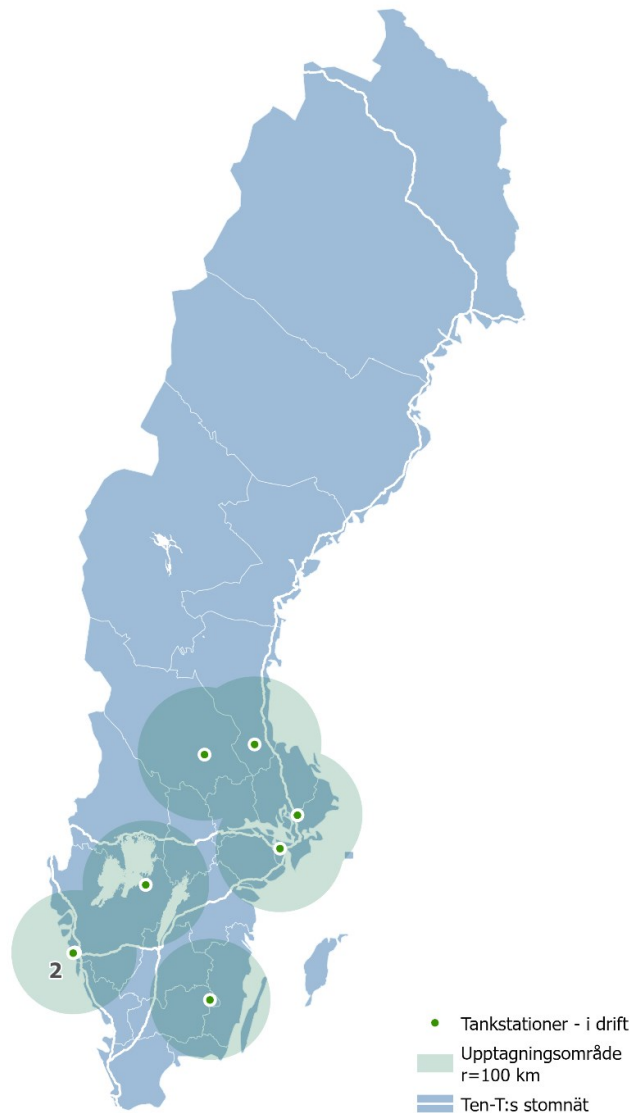 2
Tankstationer - i drift
Upptagningsområde
r=100 km
Ten-T:s stomnät